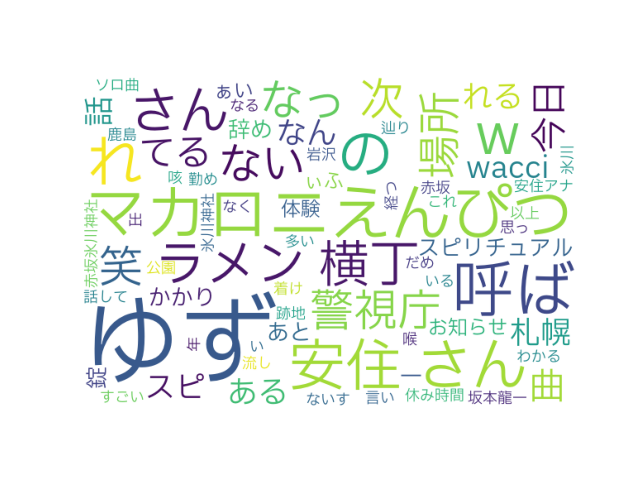 ソロ曲
あい
なる
さん
なっ
次
れる
今日
話
鹿島
辞め
なん
辿り
場所
w
れ
てる
ない
の
岩沢
wacci
氷川
咳
勤め
い
ふ
経つ
赤坂
安住アナ
マカロニえんぴつ
これ
赤坂氷川神社
氷川神社
出
なく
体験
以上
多い
思っ
笑
ラメン
横丁
スピリチュアル
呼ば
公園
だめ
いる
話して
かかり
着け
警視庁
跡地
あと
お知らせ
札幌
ゆず
年
い
安住
さん
わかる
錠
スピ
流し
ある
一
曲
すごい
ないす
言い
喉
休み時間
坂本龍一